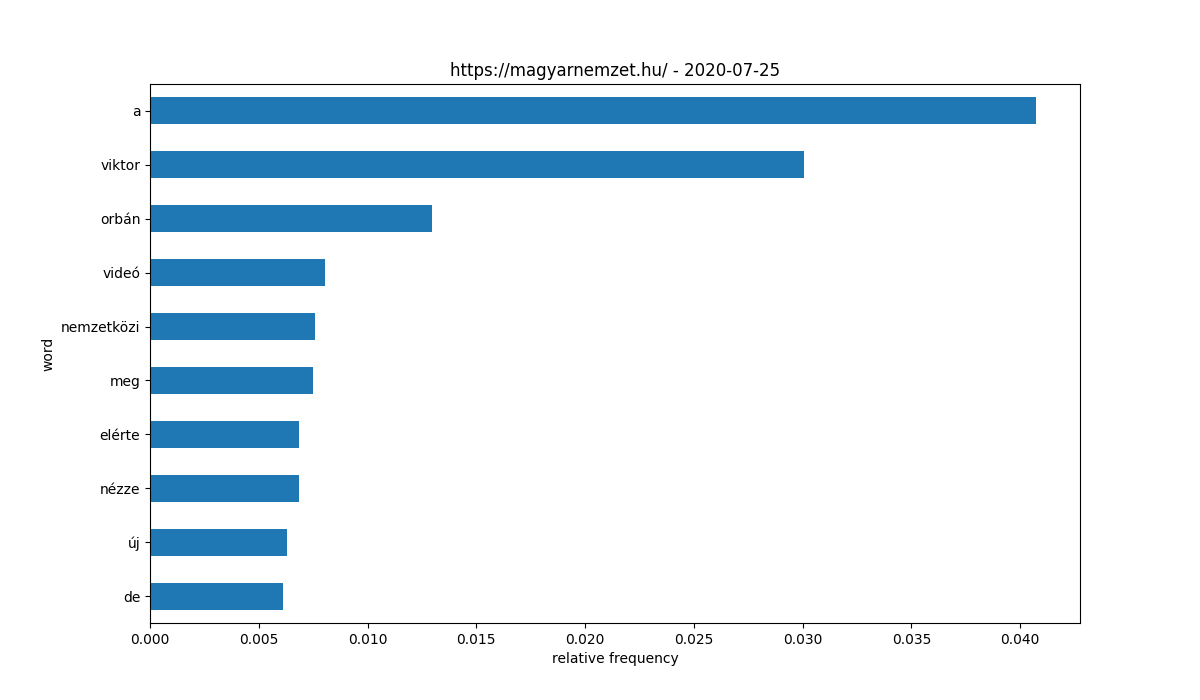 https://magyarnemzet.hu/ - 2020-07-25
a
viktor
orbán
videó
nemzetközi
meg
elérte
nézze
új
de
word
0.000 0.005 0.010 0.015 0.020 0.025 0.030 0.035 0.040
relative frequency